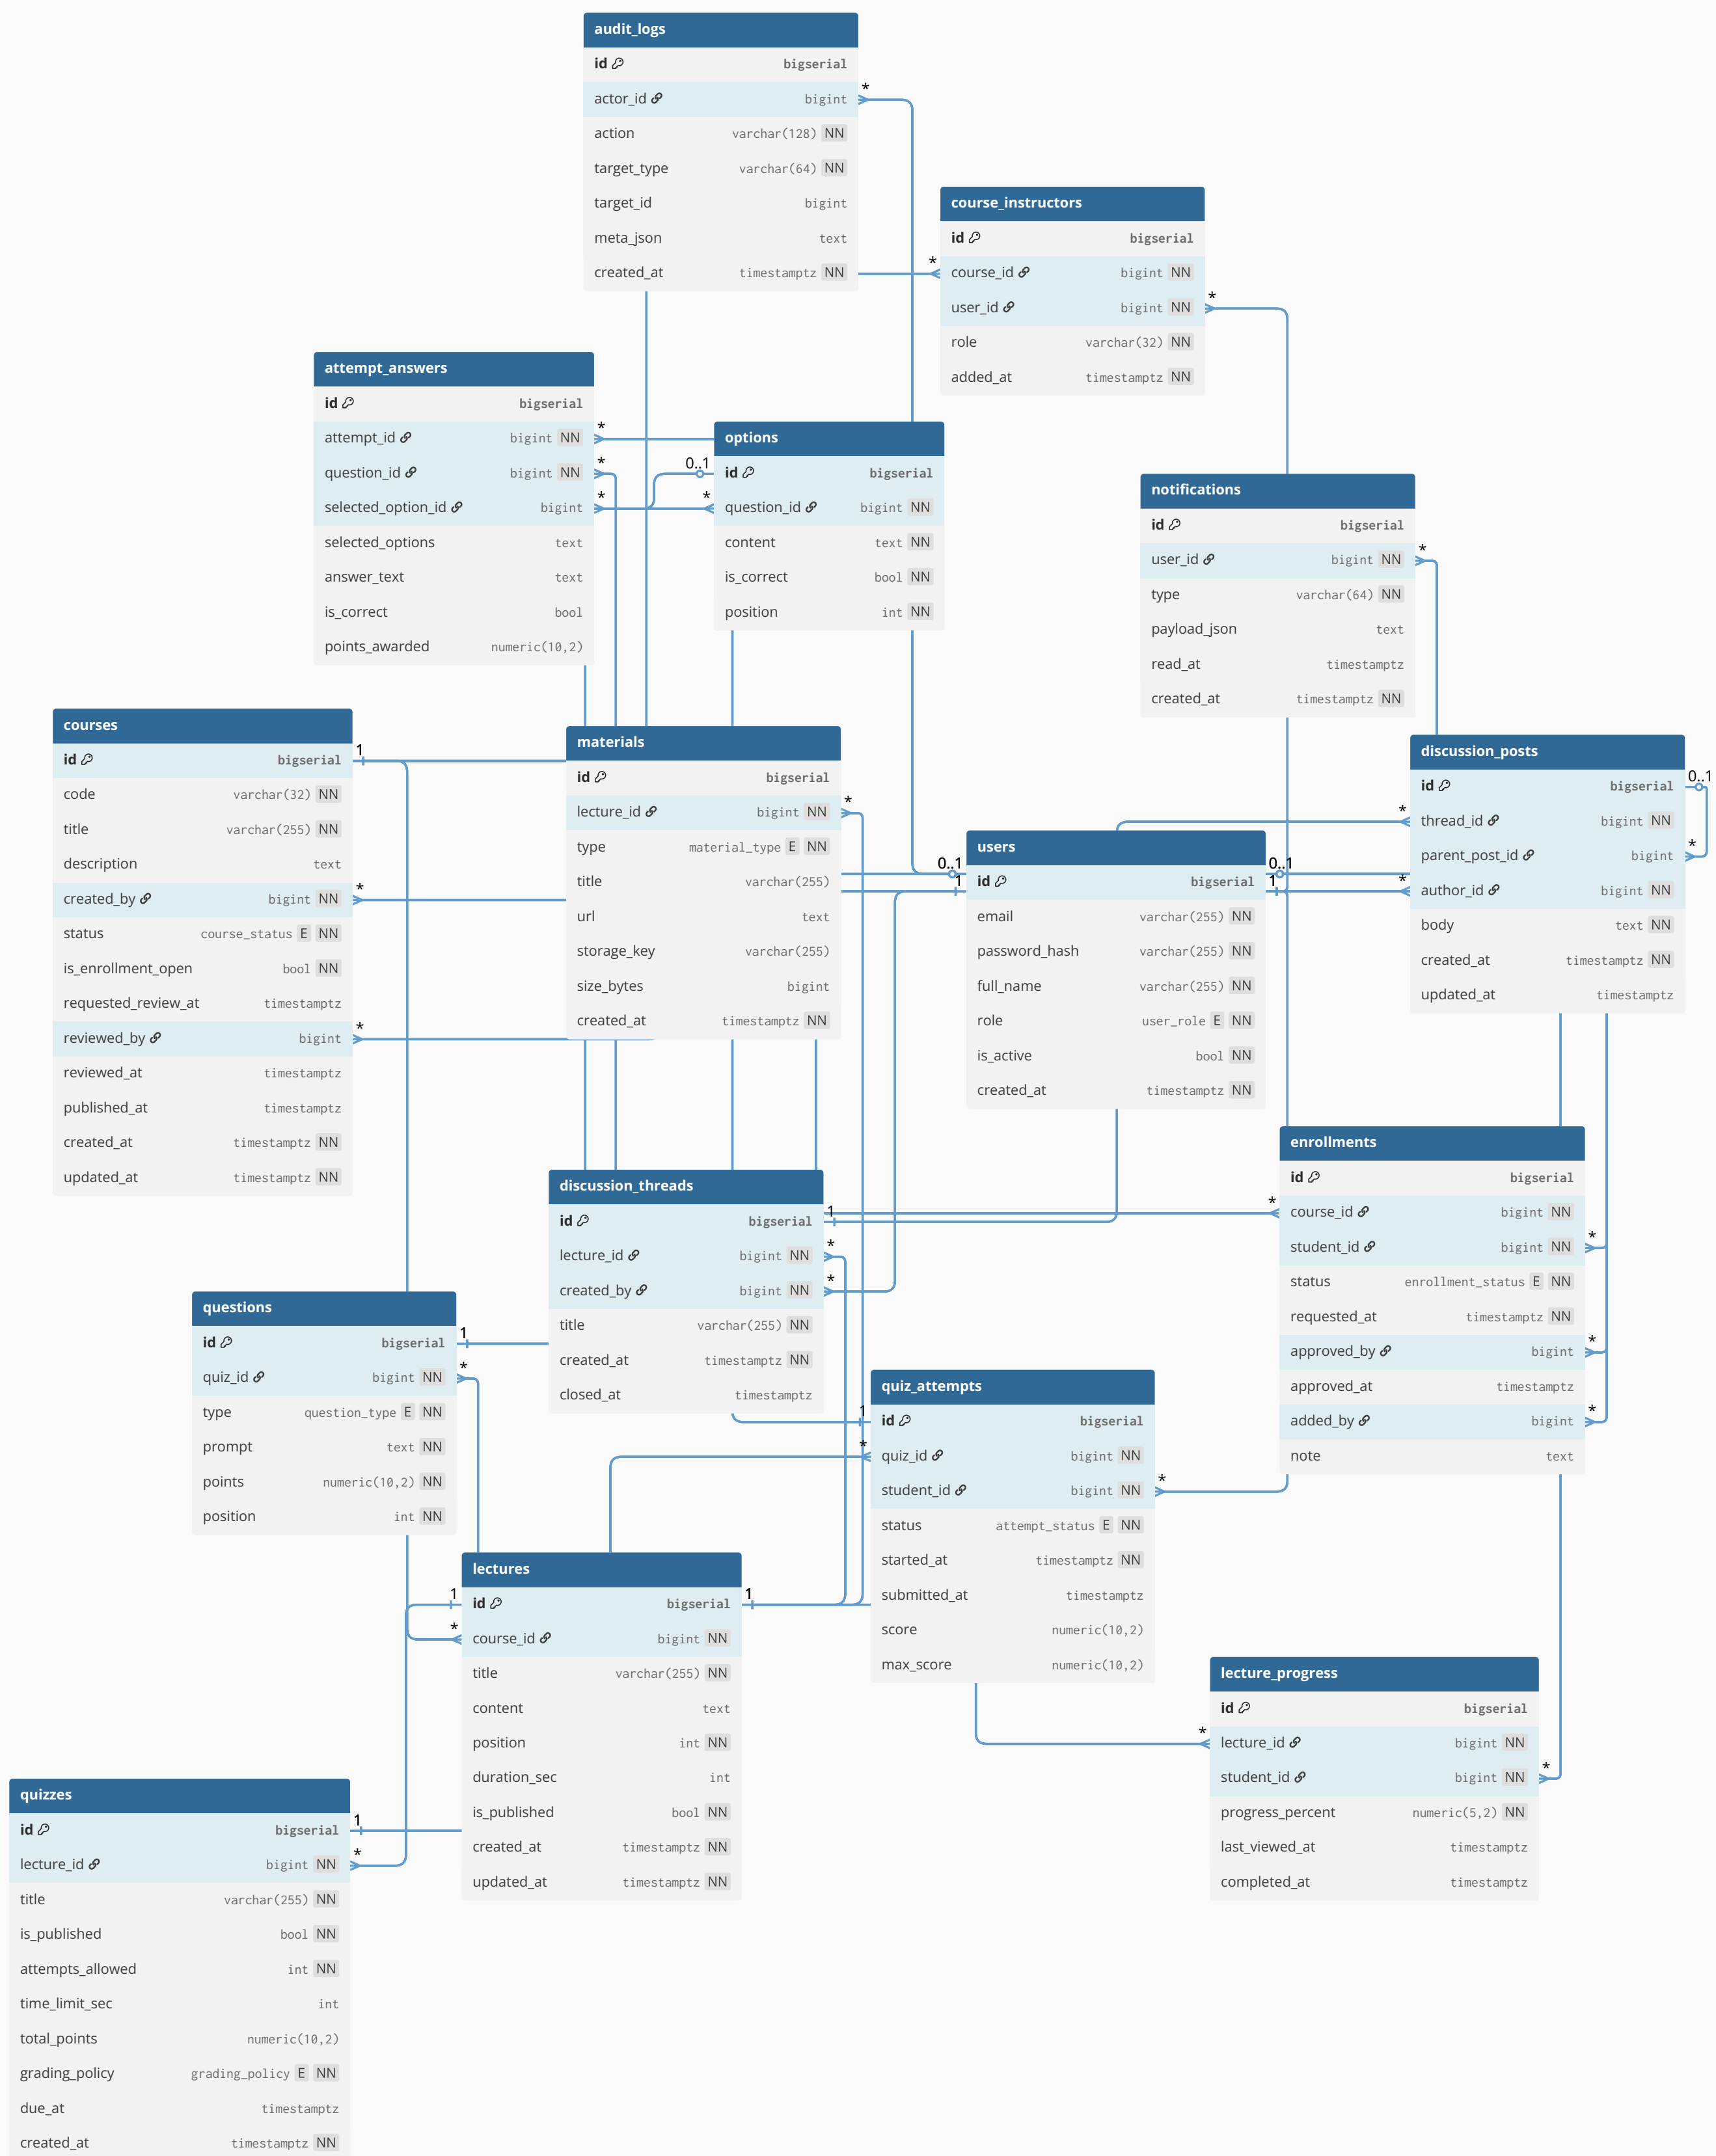 audit_logs
id bigserial
actor_id bigint
action varchar(128) NN
target_type varchar(64) NN
target_id bigint
meta_json text
created_at timestamptz NN
*
course_instructors
id bigserial
* course_id bigint NN
user_id bigint NN *
role varchar(32) NN
added_at timestamptz NN
attempt_answers
id bigserial
attempt_id bigint NN *
question_id bigint NN *
selected_option_id bigint *
selected_options text
answer_text text
is_correct bool
points_awarded numeric(10,2)
options
0..1 id bigserial
* question_id bigint NN
content text NN
is_correct bool NN
position int NN
notifications
id bigserial
user_id bigint NN *
type varchar(64) NN
payload_json text
read_at timestamptz
created_at timestamptz NN
courses
id bigserial 1
code varchar(32) NN
title varchar(255) NN
description text
created_by bigint NN *
status course_status E NN
is_enrollment_open bool NN
requested_review_at timestamptz
reviewed_by bigint *
reviewed_at timestamptz
published_at timestamptz
created_at timestamptz NN
updated_at timestamptz NN
materials
id bigserial
lecture_id bigint NN *
type material_type E NN
title varchar(255)
url text
storage_key varchar(255)
size_bytes bigint
created_at timestamptz NN
discussion_posts
id bigserial 0..1
* thread_id bigint NN
parent_post_id bigint *
* author_id bigint NN
body text NN
created_at timestamptz NN
updated_at timestamptz
users
0..1 0..1
1 id bigserial 1
email varchar(255) NN
password_hash varchar(255) NN
full_name varchar(255) NN
role user_role E NN
is_active bool NN
created_at timestamptz NN
enrollments
id bigserial
* course_id bigint NN
student_id bigint NN *
status enrollment_status E NN
requested_at timestamptz NN
approved_by bigint *
approved_at timestamptz
added_by bigint *
note text
discussion_threads
id bigserial 1
lecture_id bigint NN *
created_by bigint NN *
title varchar(255) NN
created_at timestamptz NN
closed_at timestamptz
questions
id bigserial 1
quiz_id bigint NN *
type question_type E NN
prompt text NN
points numeric(10,2) NN
position int NN
quiz_attempts
1 id bigserial
* quiz_id bigint NN
student_id bigint NN *
status attempt_status E NN
started_at timestamptz NN
submitted_at timestamptz
score numeric(10,2)
max_score numeric(10,2)
lectures
1 id bigserial 1
* course_id bigint NN
title varchar(255) NN
content text
position int NN
duration_sec int
is_published bool NN
created_at timestamptz NN
updated_at timestamptz NN
lecture_progress
id bigserial
* lecture_id bigint NN
student_id bigint NN *
progress_percent numeric(5,2) NN
last_viewed_at timestamptz
completed_at timestamptz
quizzes
id bigserial 1
lecture_id bigint NN *
title varchar(255) NN
is_published bool NN
attempts_allowed int NN
time_limit_sec int
total_points numeric(10,2)
grading_policy grading_policy E NN
due_at timestamptz
created_at timestamptz NN